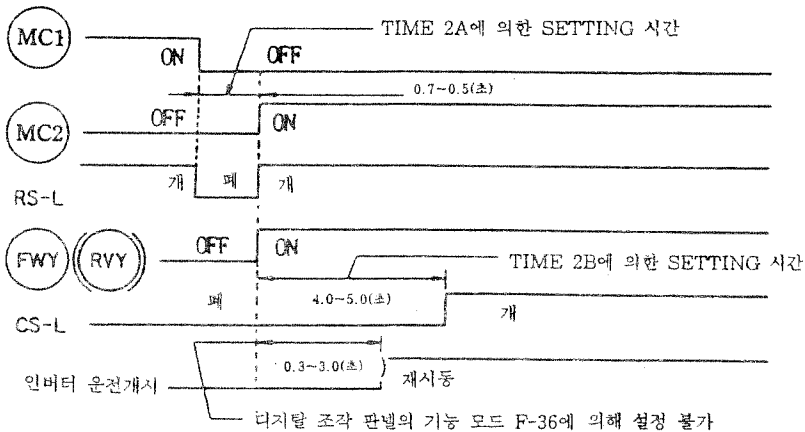 MC1
TIME 2A에 의한 SETTING 시간
ON OFF
0.7~0.5(초)
MC2
OFF ON
RS-L
개 폐 개
FWY (RVY)
OFF ON
TIME 2B에 의한 SETTING 시간
4.0~5.0(초)
폐 개
CS-L
0.3~3.0(초)
인버터 운전개시
재시동
디지탈 조작 판넬의 기능 모드 F-36에 의해 설정 불가